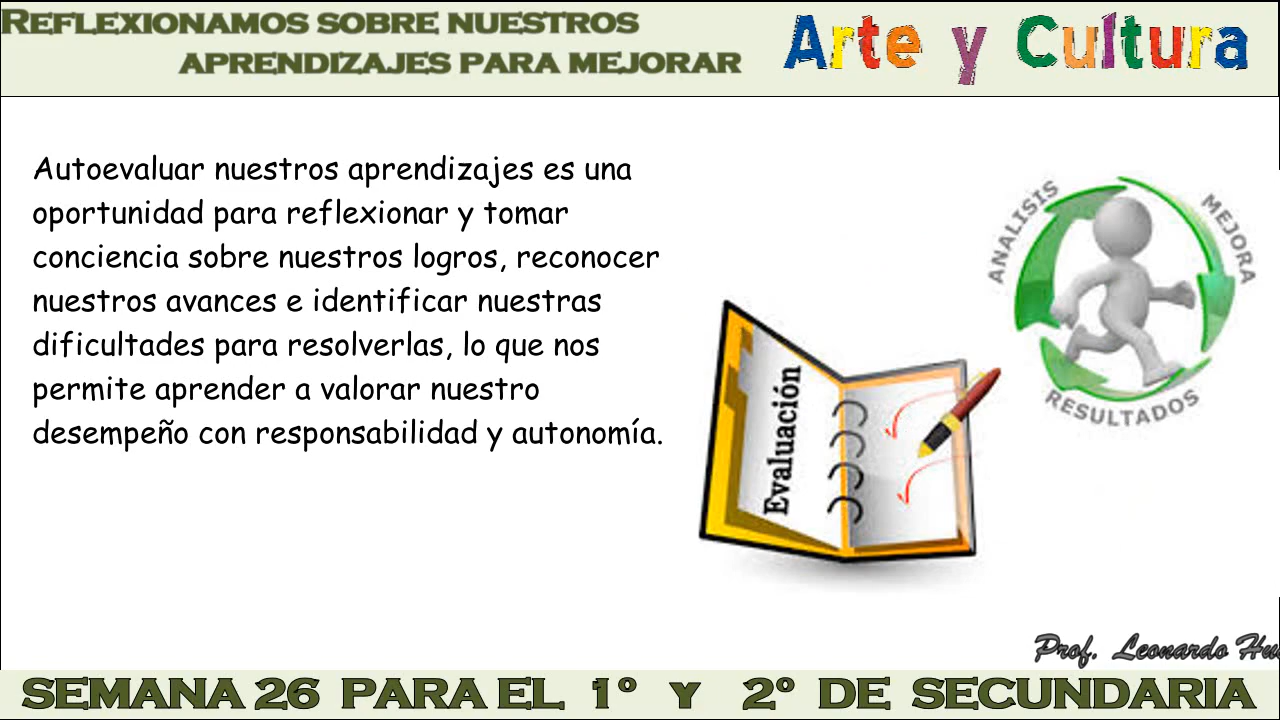 REFLEXIONAMOS SOBRE NUESTROS
APRENDIZAJES PARA MEJORAR
Arte y Cultura
Autoevaluar nuestros aprendizajes es una
oportunidad para reflexionar y tomar
conciencia sobre nuestros logros, reconocer
nuestros avances e identificar nuestras
dificultades para resolverlas, lo que nos
permite aprender a valorar nuestro
desempeño con responsabilidad y autonomía.
ANALISIS
MEJORA
RESULTADOS
Evaluación
Prof. Leonardo
SEMANA 26 PARA EL 1º Y 2º DE SECUNDARIA